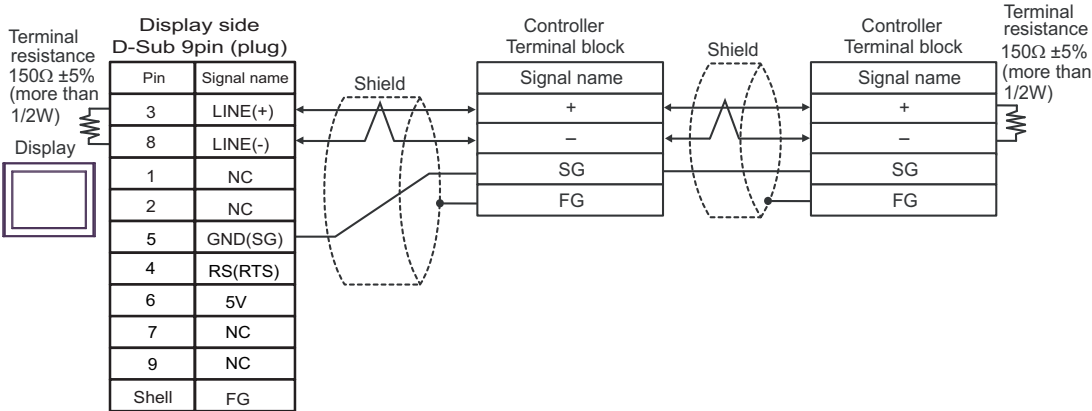 Terminal
resistance
150Ω ±5%
(more than
1/2W)
Display
Display side
D-Sub 9pin (plug)
Pin Signal name
3 LINE(+)
8 LINE(-)
1 NC
2 NC
5 GND(SG)
4 RS(RTS)
6 5V
7 NC
9 NC
Shell FG
Shield
Controller
Terminal block
Signal name
+
–
SG
FG
Shield
Controller
Terminal block
Signal name
+
–
SG
FG
Terminal
resistance
150Ω ±5%
(more than
1/2W)